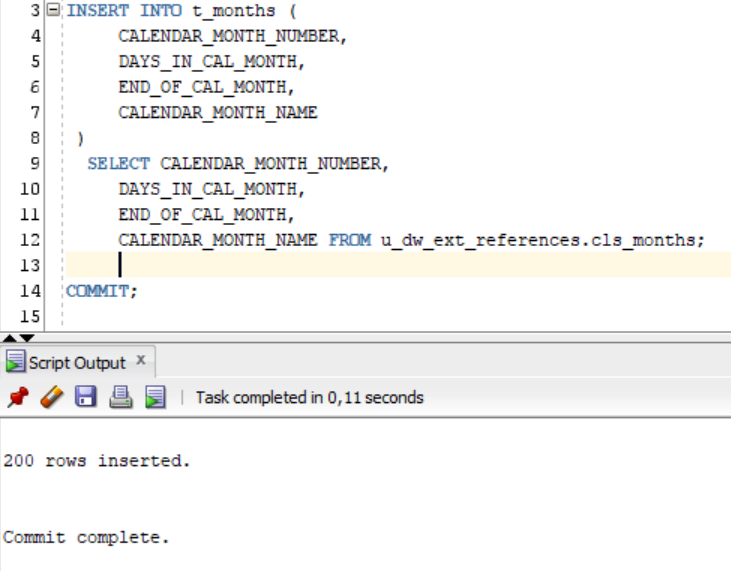 3 INSERT INTO t_months (
4 CALENDAR_MONTH_NUMBER,
5 DAYS_IN_CAL_MONTH,
6 END_OF_CAL_MONTH,
7 CALENDAR_MONTH_NAME
8 )
9 SELECT CALENDAR_MONTH_NUMBER,
10 DAYS_IN_CAL_MONTH,
11 END_OF_CAL_MONTH,
12 CALENDAR_MONTH_NAME FROM u_dw_ext_references.cls_months;
13
14 COMMIT;
15
Script Output x
Task completed in 0,11 seconds
200 rows inserted.
Commit complete.